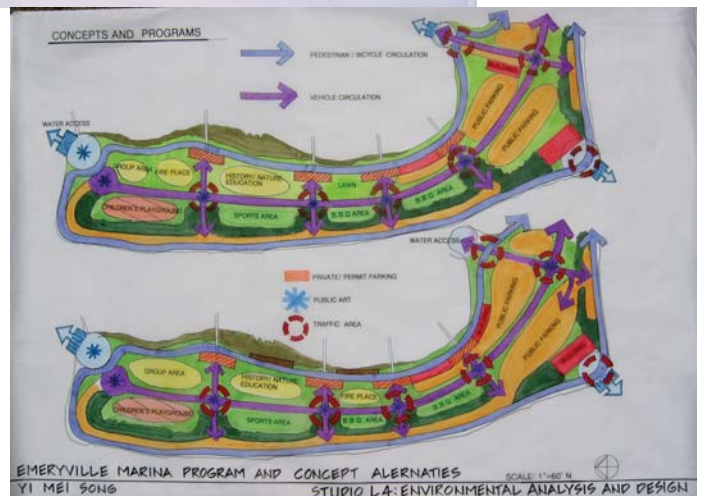 CONCEPTS AND PROGRAMS
PEDESTRIAN / BICYCLE CIRCULATION
VEHICLE CIRCULATION
WATER ACCESS
GROUP AREA
FIRE PLACE
HISTORY/ NATURE
EDUCATION
LAWN
CHILDREN'S PLAYGROUND
SPORTS AREA
B.B.Q AREA
B.B.Q AREA
PUBLIC PARKING
PUBLIC PARKING
WATER ACCESS
PRIVATE/ PERMIT PARKING
PUBLIC ART
TRAFFIC AREA
GROUP AREA
HISTORY/ NATURE
EDUCATION
FIRE PLACE
CHILDREN'S PLAYGROUND
SPORTS AREA
B.B.Q AREA
B.B.Q AREA
PUBLIC PARKING
PUBLIC PARKING
EMERYVILLE MARINA PROGRAM AND CONCEPT ALERNATIES
SCALE: 1"=60' N
YI MEI SONG
STUDIO L.A: ENVIRONMENTAL ANALYSIS AND DESIGN